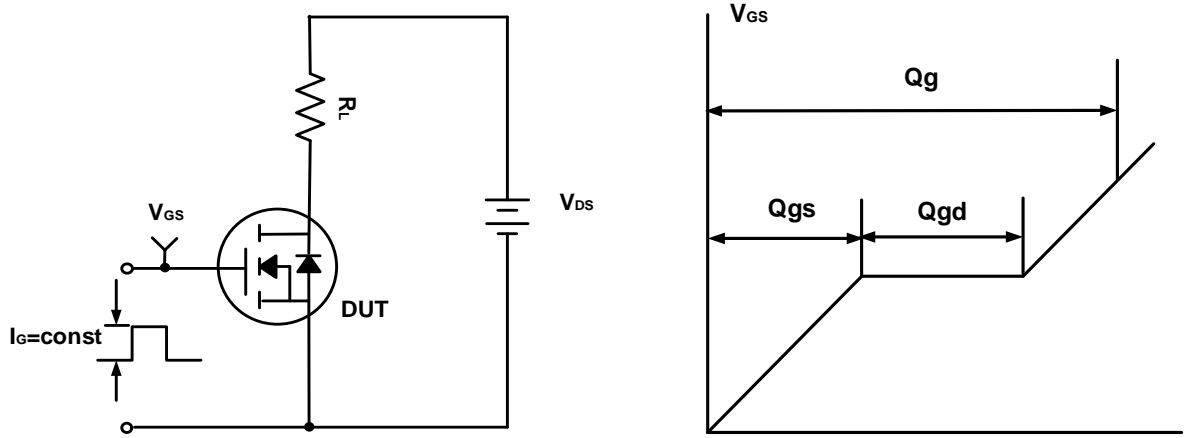 RL
VGS
VDS
DUT
IG=const
VGS
Qg
Qgs
Qgd